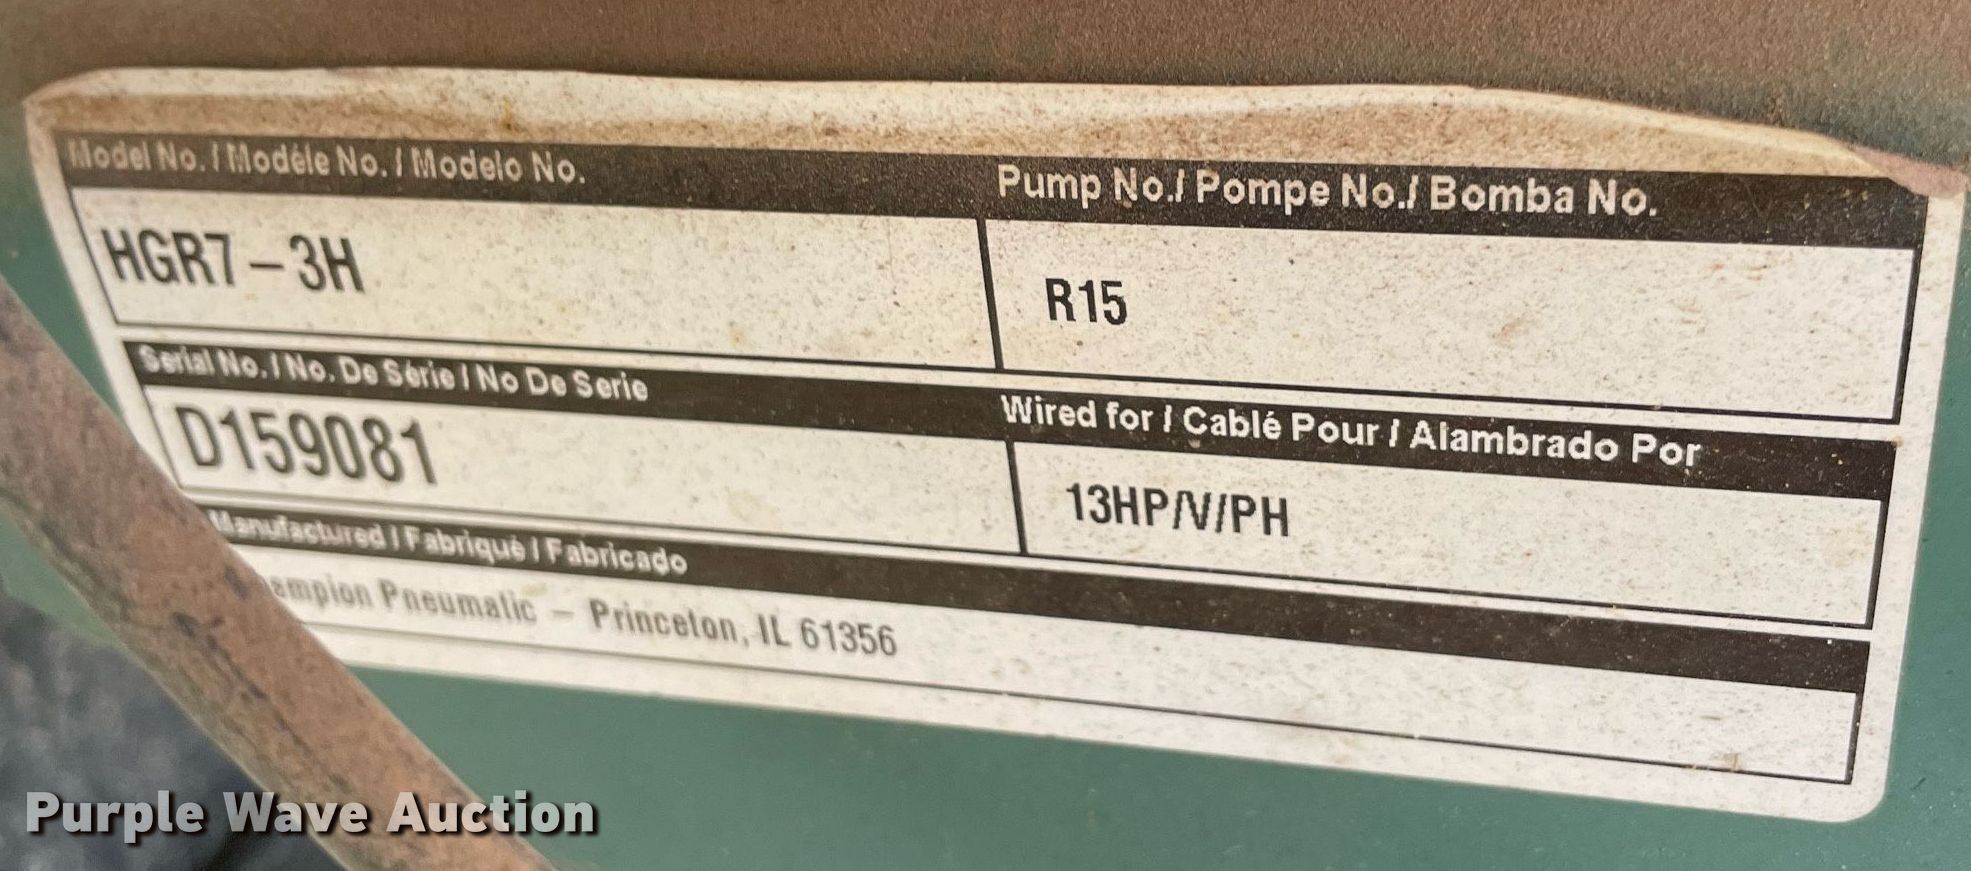 Model No. / Modéle No. / Modelo No.
Pump No./ Pompe No./ Bomba No.
HGR7 – 3H
R15
Serial No. / No. De Série / No De Serie
Wired for / Cablé Pour / Alambrado Por
D159081
13HP/V/PH
Manufactured / Fabriqué / Fabricado
ampion Pneumatic – Princeton, IL 61356
Purple Wave Auction